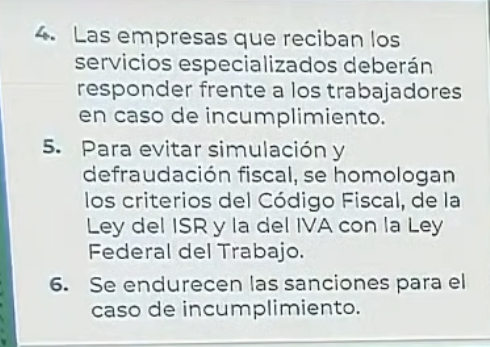 4. Las empresas que reciban los
servicios especializados deberán
responder frente a los trabajadores
en caso de incumplimiento.
5. Para evitar simulación y
defraudación fiscal, se homologan
los criterios del Código Fiscal, de la
Ley del ISR y la del IVA con la Ley
Federal del Trabajo.
6. Se endurecen las sanciones para el
caso de incumplimiento.